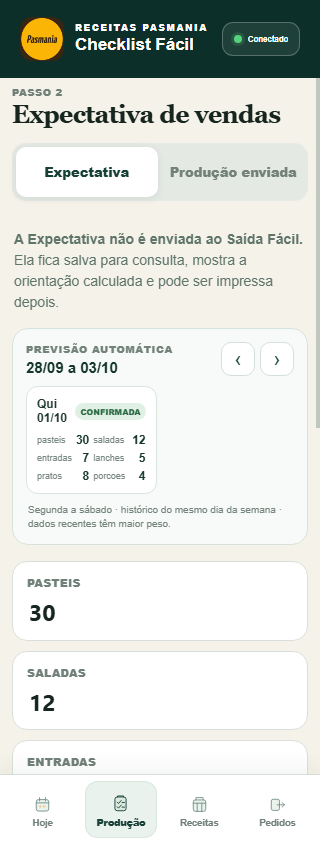 Pasmania
RECEITAS PASMANIA
Checklist Fácil
Conectado
PASSO 2
Expectativa de vendas
Expectativa
Produção enviada
A Expectativa não é enviada ao Saída Fácil.
Ela fica salva para consulta, mostra a
orientação calculada e pode ser impressa
depois.
PREVISÃO AUTOMÁTICA
28/09 a 03/10
‹ ›
Qui
01/10
CONFIRMADA
pasteis 30 saladas 12
entradas 7 lanches 5
pratos 8 porcoes 4
Segunda a sábado · histórico do mesmo dia da semana ·
dados recentes têm maior peso.
PASTEIS
30
SALADAS
12
ENTRADAS
Hoje
Produção
Receitas
Pedidos